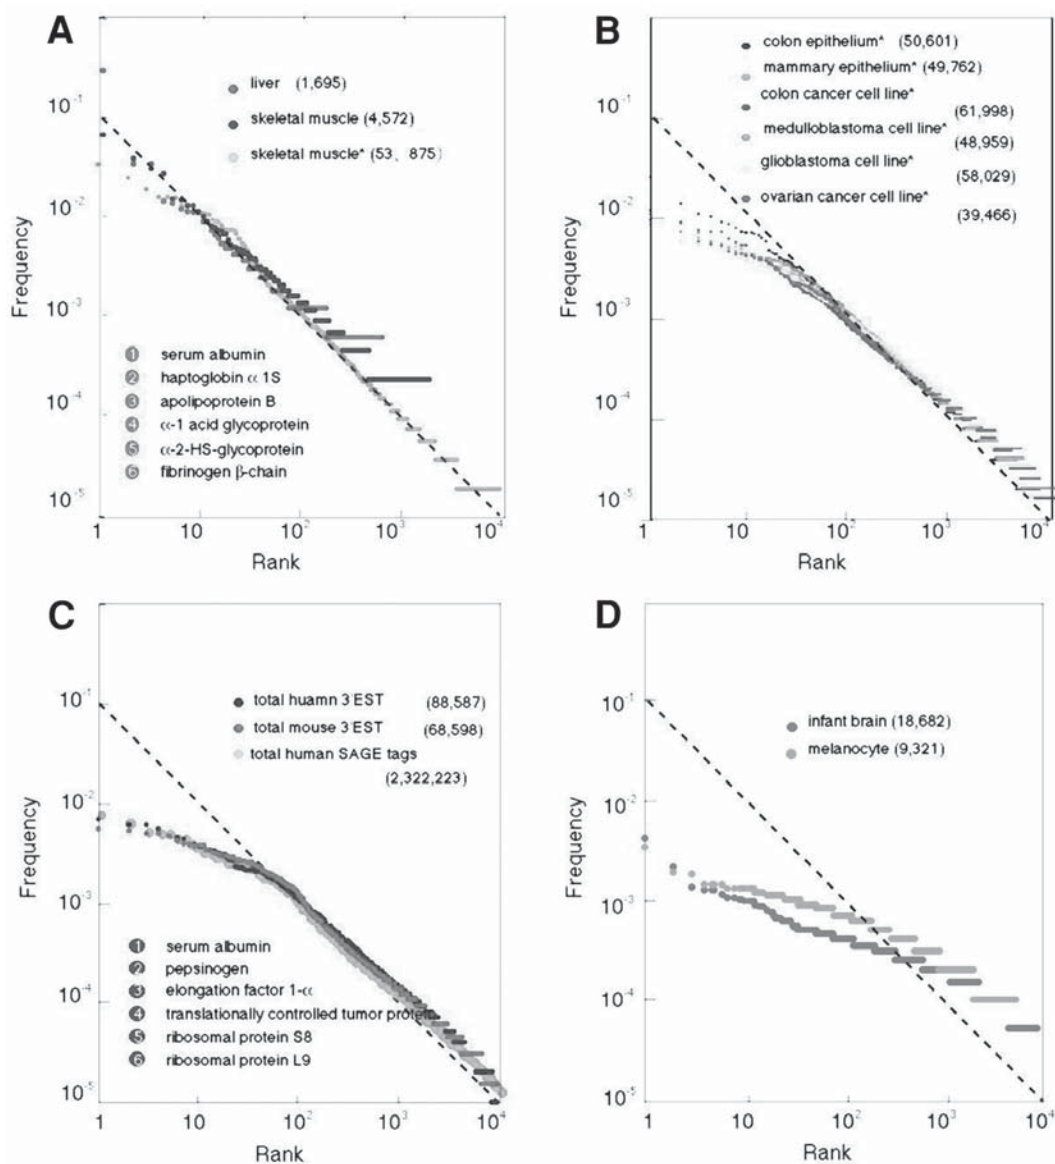 A
liver (1,695)
skeletal muscle (4,572)
skeletal muscle* (53, 875)
10⁻¹
10⁻²
10⁻³
10⁻⁴
10⁻⁵
Frequency
1 serum albumin
2 haptoglobin α 1S
3 apolipoprotein B
4 α-1 acid glycoprotein
5 α-2-HS-glycoprotein
6 fibrinogen β-chain
1 10 10² 10³ 10⁴
Rank
B
colon epithelium* (50,601)
mammary epithelium* (49,762)
colon cancer cell line*
(61,998)
medulloblastoma cell line*
(48,959)
glioblastoma cell line*
(58,029)
ovarian cancer cell line*
(39,466)
10⁻¹
10⁻²
10⁻³
10⁻⁴
10⁻⁵
Frequency
1 10 10² 10³ 10⁴
Rank
C
total huamn 3'EST (88,587)
total mouse 3'EST (68,598)
total human SAGE tags
(2,322,223)
10⁻¹
10⁻²
10⁻³
10⁻⁴
10⁻⁵
Frequency
1 serum albumin
2 pepsinogen
3 elongation factor 1-α
4 translationally controlled tumor protein
5 ribosomal protein S8
6 ribosomal protein L9
1 10 10² 10³ 10⁴
Rank
D
infant brain (18,682)
melanocyte (9,321)
10⁻¹
10⁻²
10⁻³
10⁻⁴
10⁻⁵
Frequency
1 10 10² 10³ 10⁴
Rank